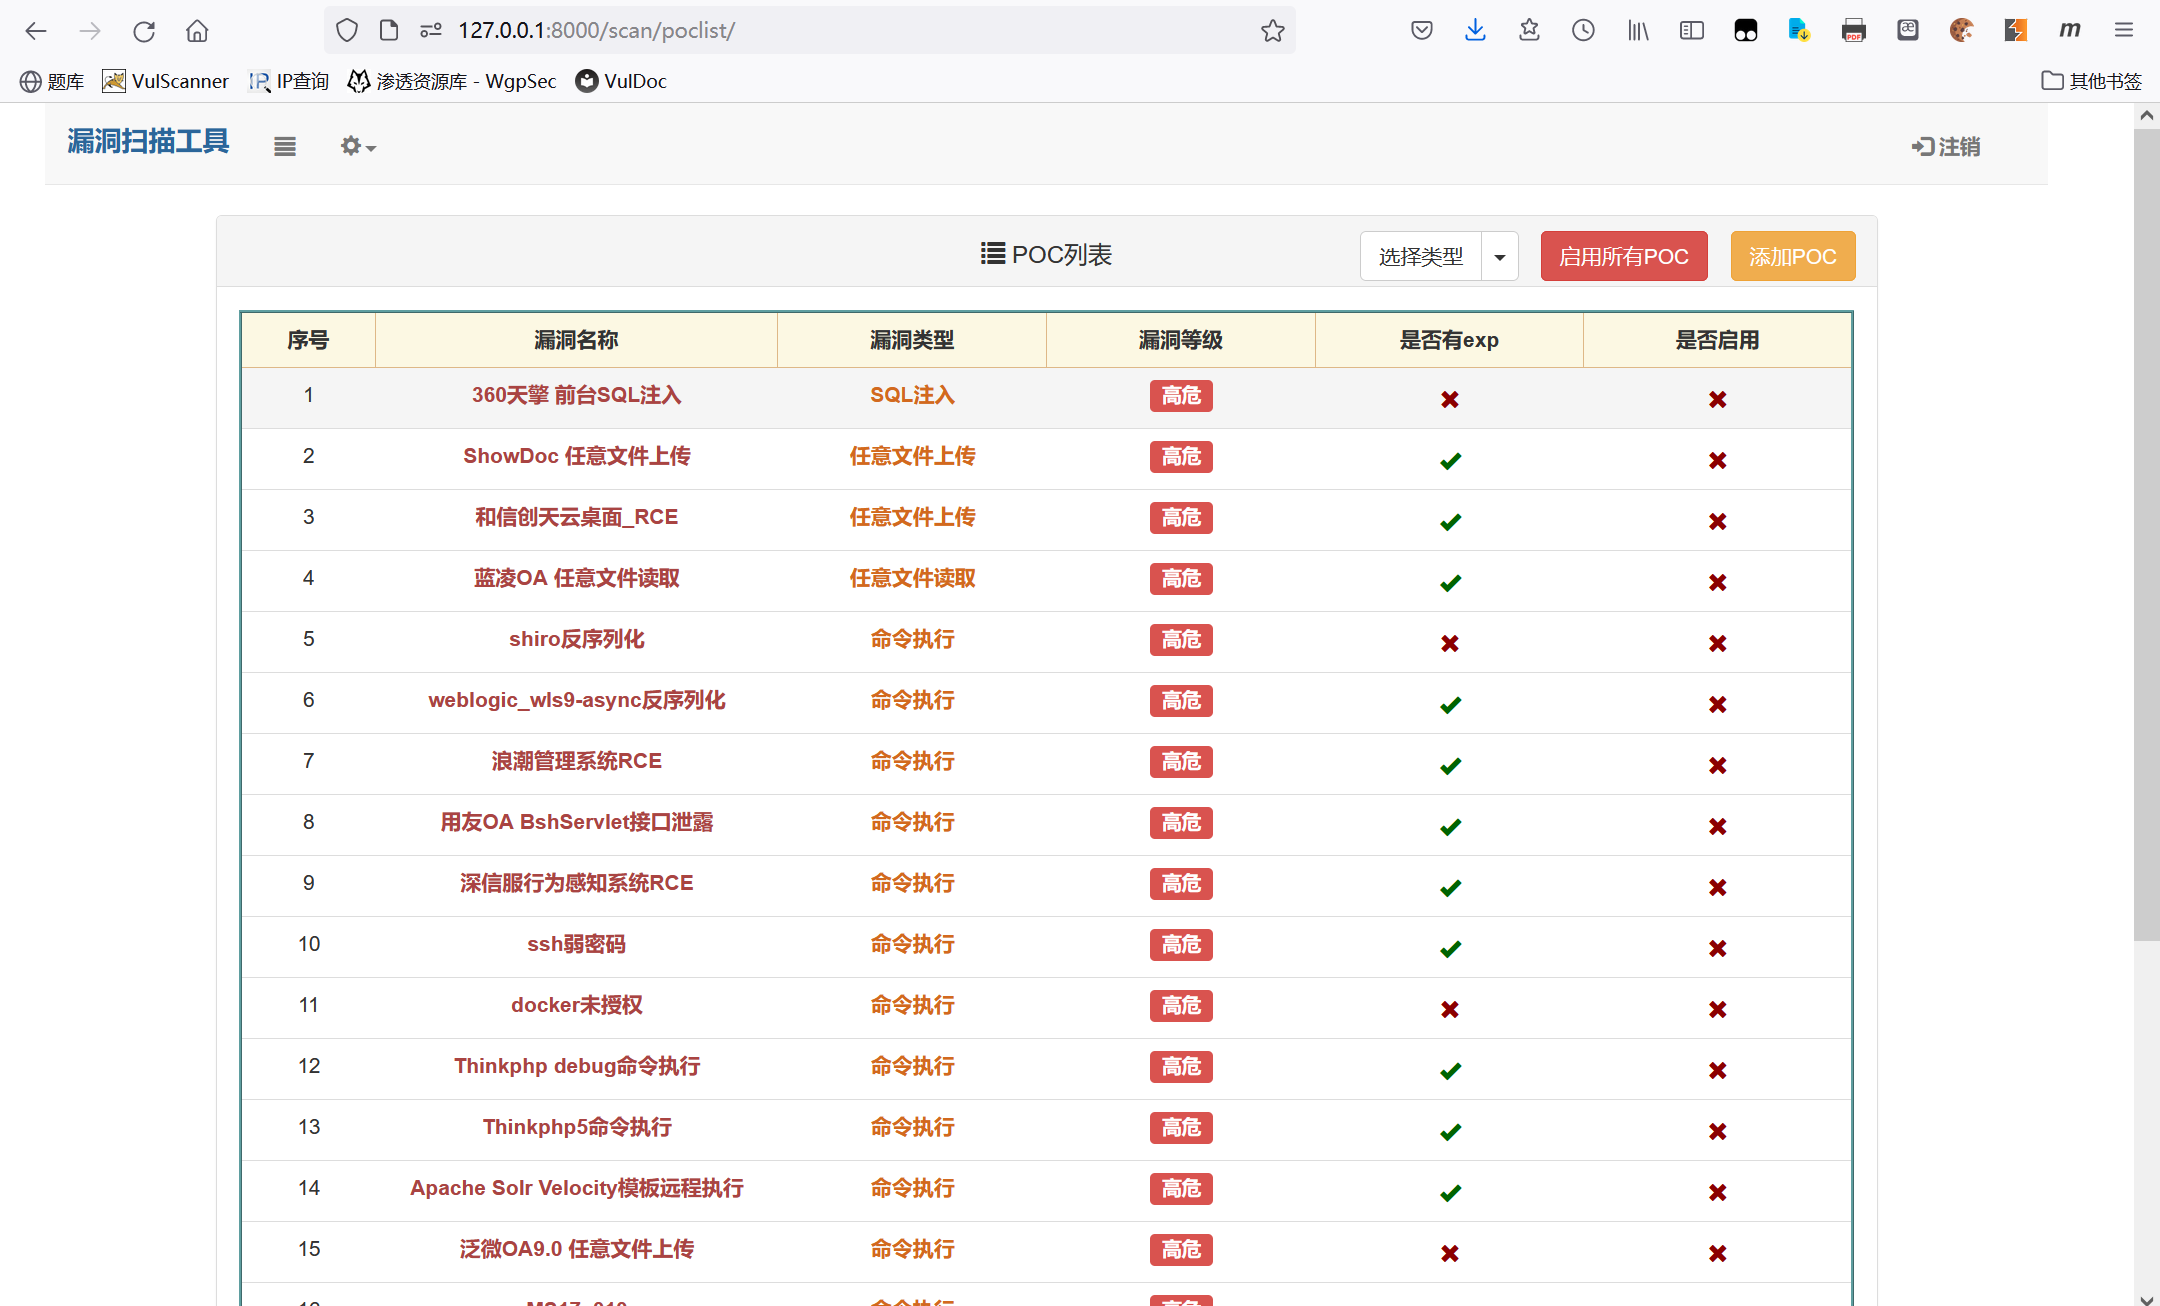 127.0.0.1:8000/scan/poclist/
题库 VulScanner IP查询 渗透资源库 - WgpSec VulDoc 其他书签
漏洞扫描工具 注销
POC列表 选择类型 启用所有POC 添加POC
序号 漏洞名称 漏洞类型 漏洞等级 是否有exp 是否启用
1 360天擎 前台SQL注入 SQL注入 高危
2 ShowDoc 任意文件上传 任意文件上传 高危
3 和信创天云桌面_RCE 任意文件上传 高危
4 蓝凌OA 任意文件读取 任意文件读取 高危
5 shiro反序列化 命令执行 高危
6 weblogic_wls9-async反序列化 命令执行 高危
7 浪潮管理系统RCE 命令执行 高危
8 用友OA BshServlet接口泄露 命令执行 高危
9 深信服行为感知系统RCE 命令执行 高危
10 ssh弱密码 命令执行 高危
11 docker未授权 命令执行 高危
12 Thinkphp debug命令执行 命令执行 高危
13 Thinkphp5命令执行 命令执行 高危
14 Apache Solr Velocity模板远程执行 命令执行 高危
15 泛微OA9.0 任意文件上传 命令执行 高危